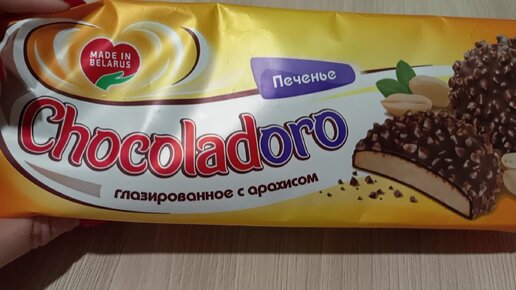 MADE IN
BELARUS
Печенье
Chocoladoro
глазированное с арахисом